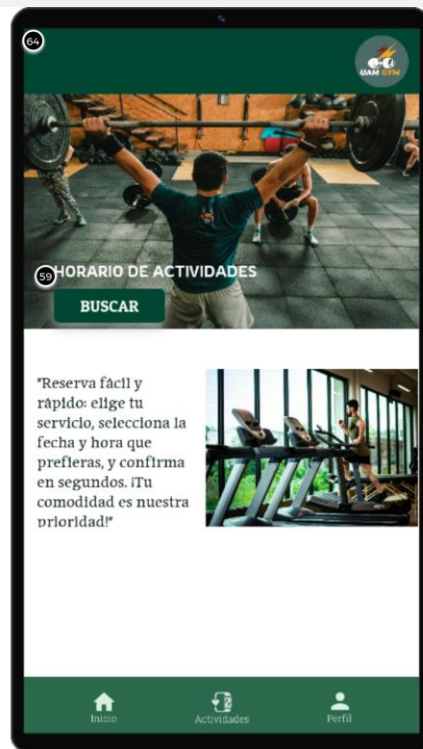 64
UAM GYM
59
HORARIO DE ACTIVIDADES
BUSCAR
"Reserva fácil y
rápido: elige tu
servicio, selecciona la
fecha y hora que
prefieras, y confirma
en segundos. ¡Tu
comodidad es nuestra
prioridad!"
Inicio
Actividades
Perfil